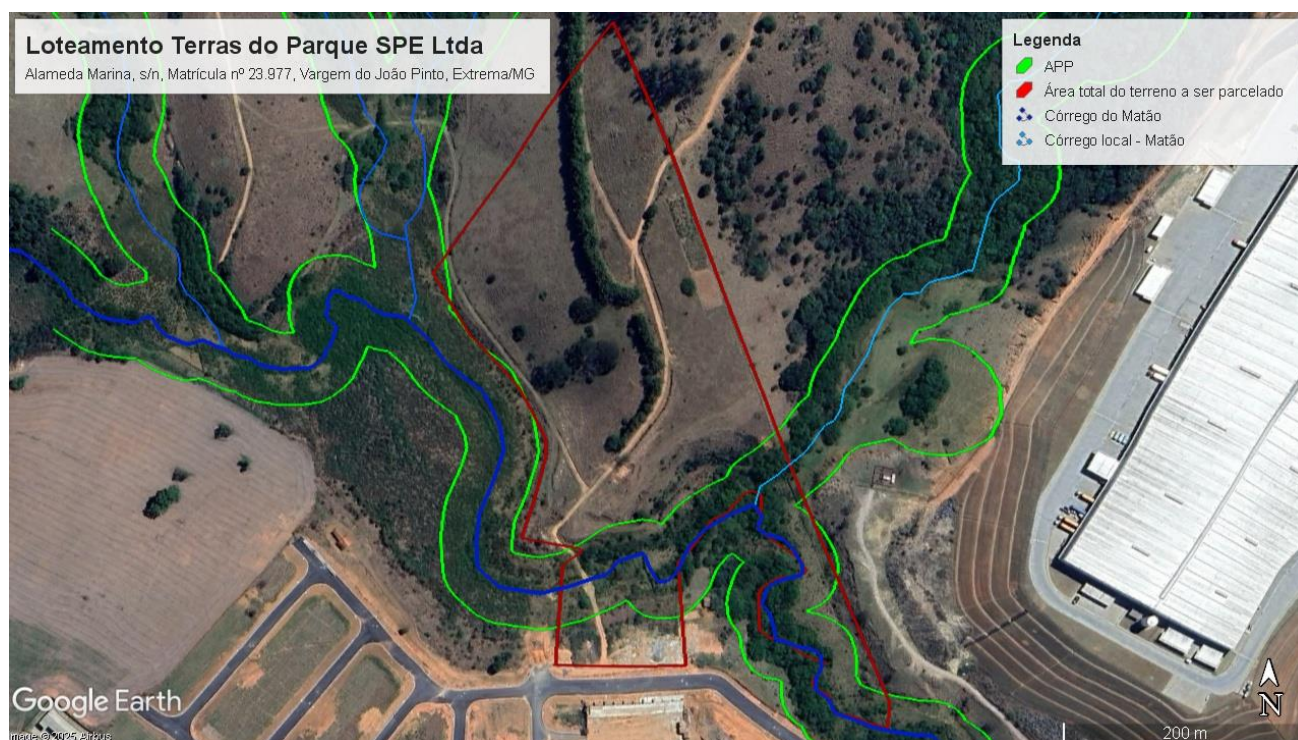 Loteamento Terras do Parque SPE Ltda
Alameda Marina, s/n, Matrícula nº 23.977, Vargem do João Pinto, Extrema/MG
Legenda
APP
Área total do terreno a ser parcelado
Córrego do Matão
Córrego local - Matão
Google Earth
Image © 2025 Airbus
N
200 m